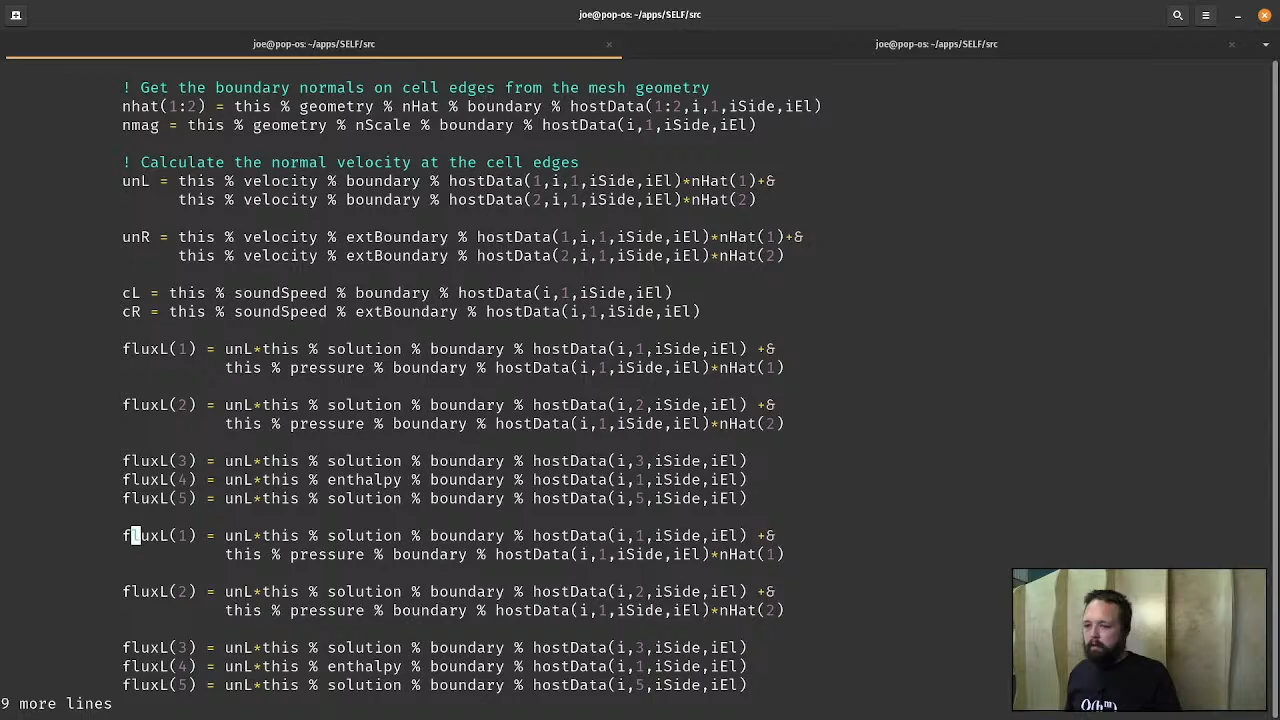 joe@pop-os: ~/apps/SELF/src
joe@pop-os: ~/apps/SELF/src
joe@pop-os: ~/apps/SELF/src
! Get the boundary normals on cell edges from the mesh geometry
nhat(1:2) = this % geometry % nHat % boundary % hostData(1:2,i,1,iSide,iEl)
nmag = this % geometry % nScale % boundary % hostData(i,1,iSide,iEl)
! Calculate the normal velocity at the cell edges
unL = this % velocity % boundary % hostData(1,i,1,iSide,iEl)*nHat(1)+&
this % velocity % boundary % hostData(2,i,1,iSide,iEl)*nHat(2)
unR = this % velocity % extBoundary % hostData(1,i,1,iSide,iEl)*nHat(1)+&
this % velocity % extBoundary % hostData(2,i,1,iSide,iEl)*nHat(2)
cL = this % soundSpeed % boundary % hostData(i,1,iSide,iEl)
cR = this % soundSpeed % extBoundary % hostData(i,1,iSide,iEl)
fluxL(1) = unL*this % solution % boundary % hostData(i,1,iSide,iEl) +&
this % pressure % boundary % hostData(i,1,iSide,iEl)*nHat(1)
fluxL(2) = unL*this % solution % boundary % hostData(i,2,iSide,iEl) +&
this % pressure % boundary % hostData(i,1,iSide,iEl)*nHat(2)
fluxL(3) = unL*this % solution % boundary % hostData(i,3,iSide,iEl)
fluxL(4) = unL*this % enthalpy % boundary % hostData(i,1,iSide,iEl)
fluxL(5) = unL*this % solution % boundary % hostData(i,5,iSide,iEl)
fluxL(1) = unL*this % solution % boundary % hostData(i,1,iSide,iEl) +&
this % pressure % boundary % hostData(i,1,iSide,iEl)*nHat(1)
fluxL(2) = unL*this % solution % boundary % hostData(i,2,iSide,iEl) +&
this % pressure % boundary % hostData(i,1,iSide,iEl)*nHat(2)
fluxL(3) = unL*this % solution % boundary % hostData(i,3,iSide,iEl)
fluxL(4) = unL*this % enthalpy % boundary % hostData(i,1,iSide,iEl)
fluxL(5) = unL*this % solution % boundary % hostData(i,5,iSide,iEl)
9 more lines